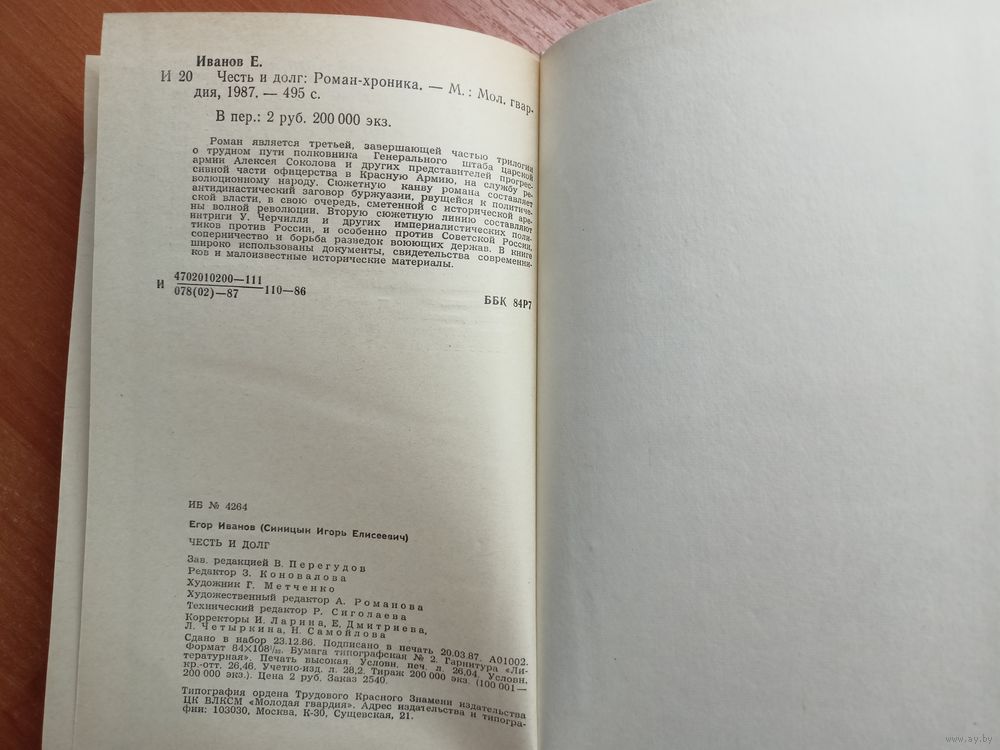 Иванов Е.
И 20 Честь и долг: Роман-хроника. — М.: Мол. гвар-
дия, 1987. — 495 с.
В пер.: 2 руб. 200 000 экз.
Роман является третьей, завершающей частью трилогии
о трудном пути полковника Генерального штаба царской
армии Алексея Соколова и других представителей прогрес-
сивной части офицерства в Красную Армию, на службу ре-
волюционному народу. Сюжетную канву романа составляет
антидинастический заговор буржуазии, рвущейся к политиче-
ской власти, в свою очередь, сметенной с исторической аре-
ны волной революции. Вторую сюжетную линию составляют
интриги У. Черчилля и других империалистических поли-
тиков против России, и особенно против Советской России,
соперничество и борьба разведок воюющих держав. В книге
широко использованы документы, свидетельства современни-
ков и малоизвестные исторические материалы.
И 4702010200—111
078(02)—87 110—86
ББК 84Р7
ИБ № 4264
Егор Иванов (Синицын Игорь Елисеевич)
ЧЕСТЬ И ДОЛГ
Зав. редакцией В. Перегудов
Редактор З. Коновалова
Художник Г. Метченко
Художественный редактор А. Романова
Технический редактор Р. Сиголаева
Корректоры И. Ларина, Е. Дмитриева,
Л. Четыркина, Н. Самойлова
Сдано в набор 23.12.86. Подписано в печать 20.03.87. А01002.
Формат 84×108¹/₃₂. Бумага типографская № 2. Гарнитура «Ли-
тературная». Печать высокая. Условн. печ. л. 26,04. Условн.
кр.-отт. 26,46. Учетно-изд. л. 28,2. Тираж 200 000 экз. (100 001—
200 000 экз.). Цена 2 руб. Заказ 2540.
Типография ордена Трудового Красного Знамени издательства
ЦК ВЛКСМ «Молодая гвардия». Адрес издательства и типогра-
фии: 103030, Москва, К-30, Сущевская, 21.
www.ay.by